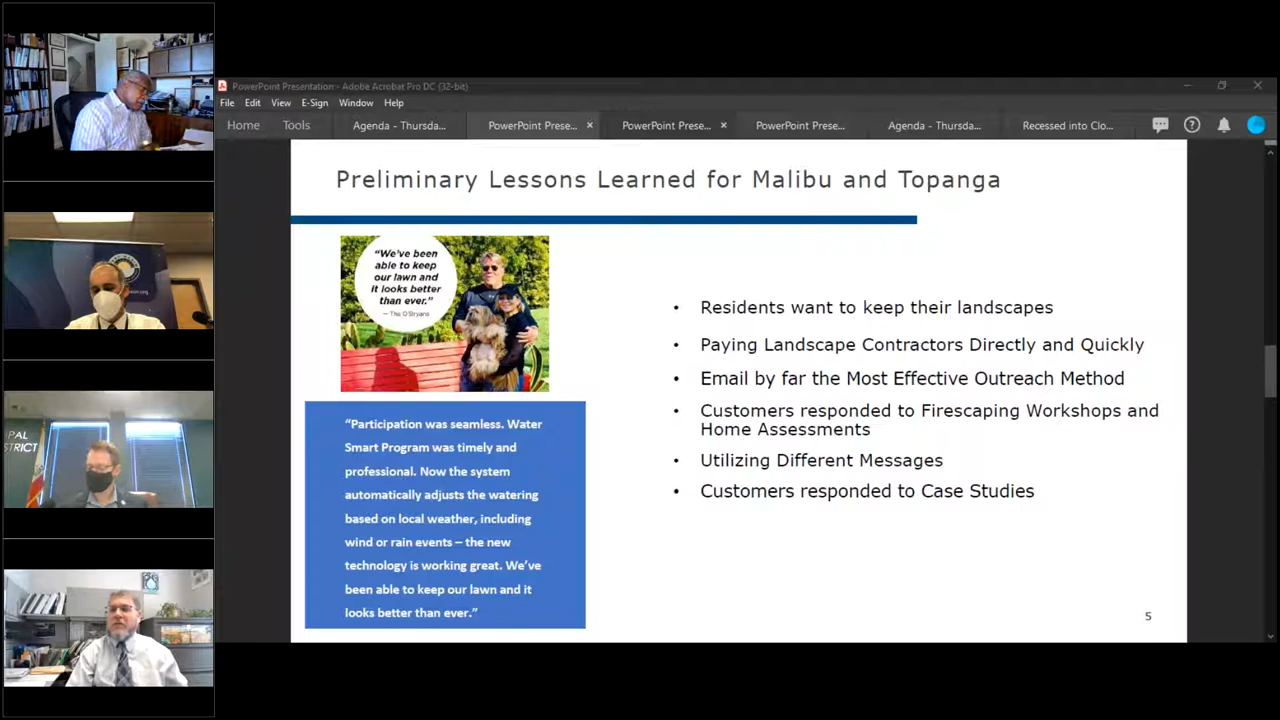 PowerPoint Presentation - Adobe Acrobat Pro DC (32-bit)
File Edit View E-Sign Window Help
Home Tools Agenda - Thursda... PowerPoint Prese... × PowerPoint Prese... × PowerPoint Prese... Agenda - Thursda... Recessed into Clo...
Preliminary Lessons Learned for Malibu and Topanga
“We’ve been
able to keep
our lawn and
it looks better
than ever.”
— The O’Bryans
“Participation was seamless. Water
Smart Program was timely and
professional. Now the system
automatically adjusts the watering
based on local weather, including
wind or rain events – the new
technology is working great. We’ve
been able to keep our lawn and it
looks better than ever.”
• Residents want to keep their landscapes
• Paying Landscape Contractors Directly and Quickly
• Email by far the Most Effective Outreach Method
• Customers responded to Firescaping Workshops and
Home Assessments
• Utilizing Different Messages
• Customers responded to Case Studies
5
PAL
STRICT